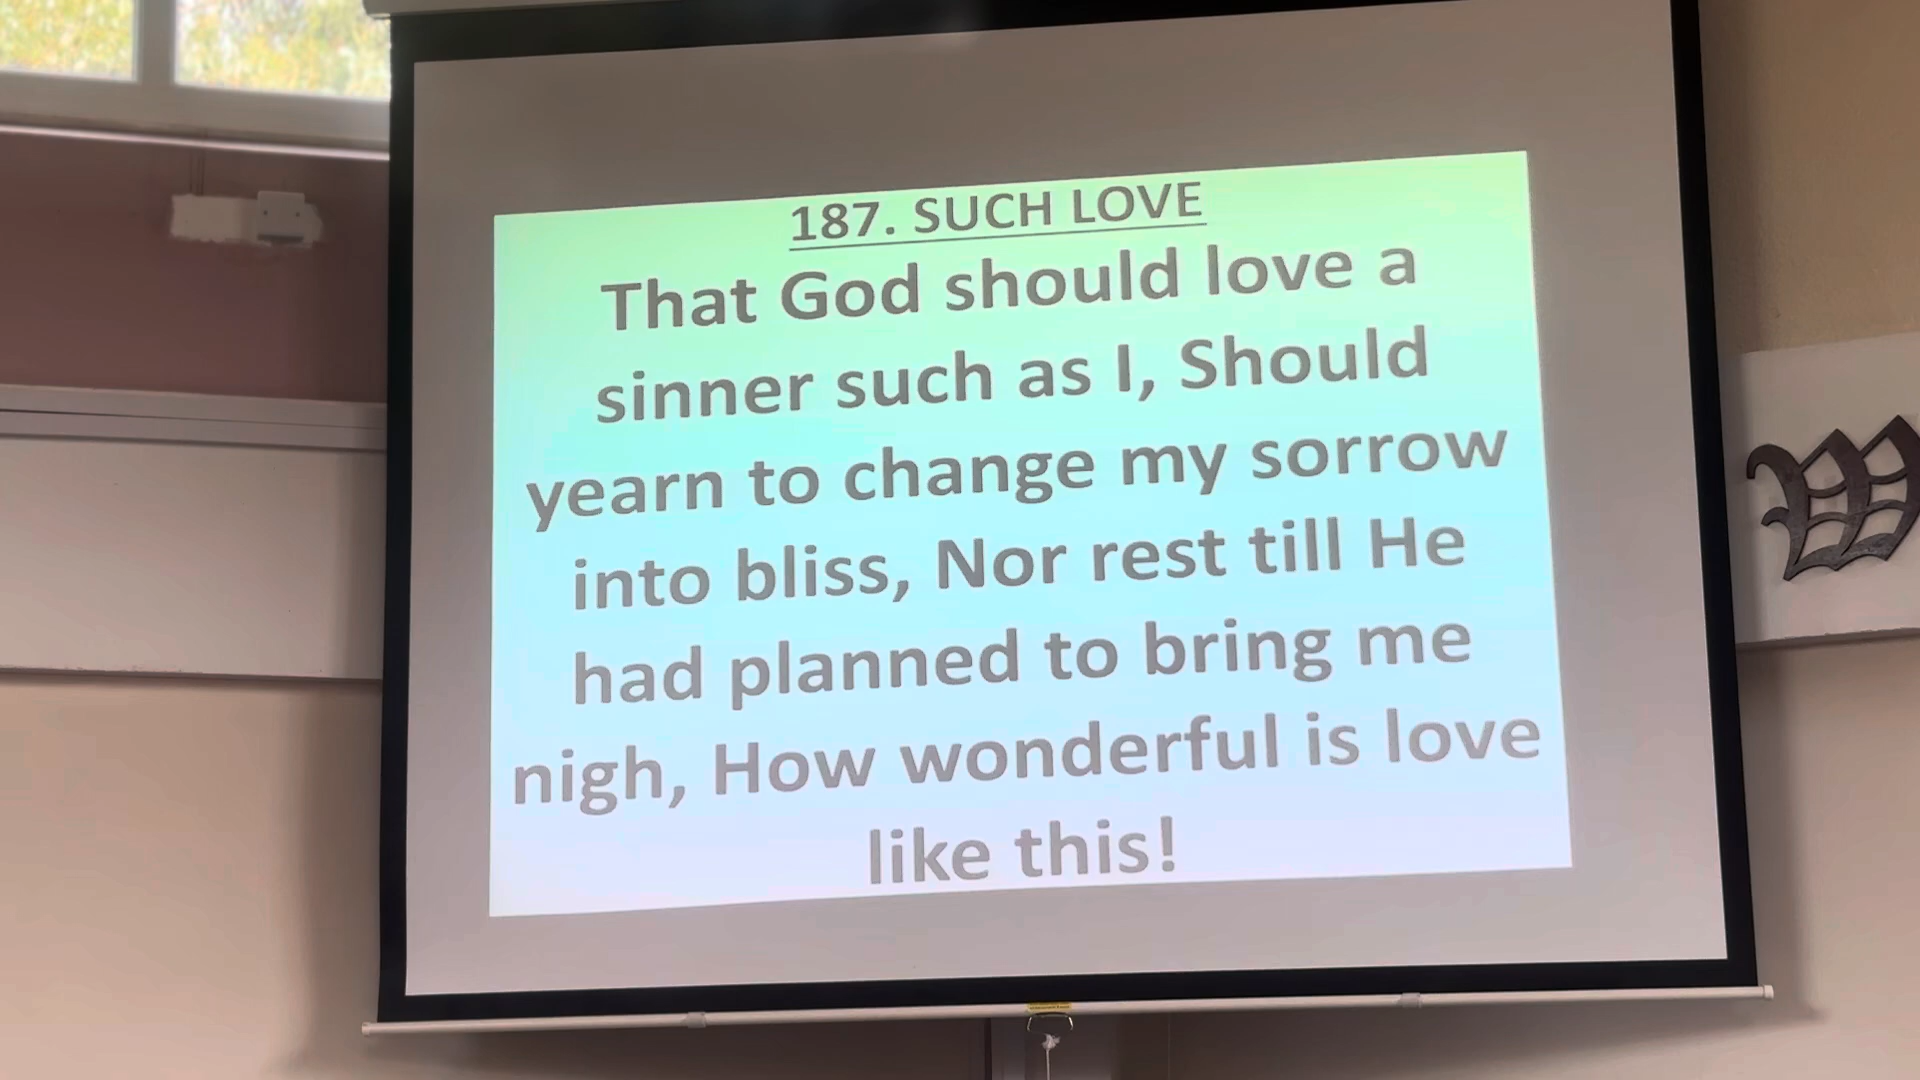 187. SUCH LOVE
That God should love a
sinner such as I, Should
yearn to change my sorrow
into bliss, Nor rest till He
had planned to bring me
nigh, How wonderful is love
like this!
W